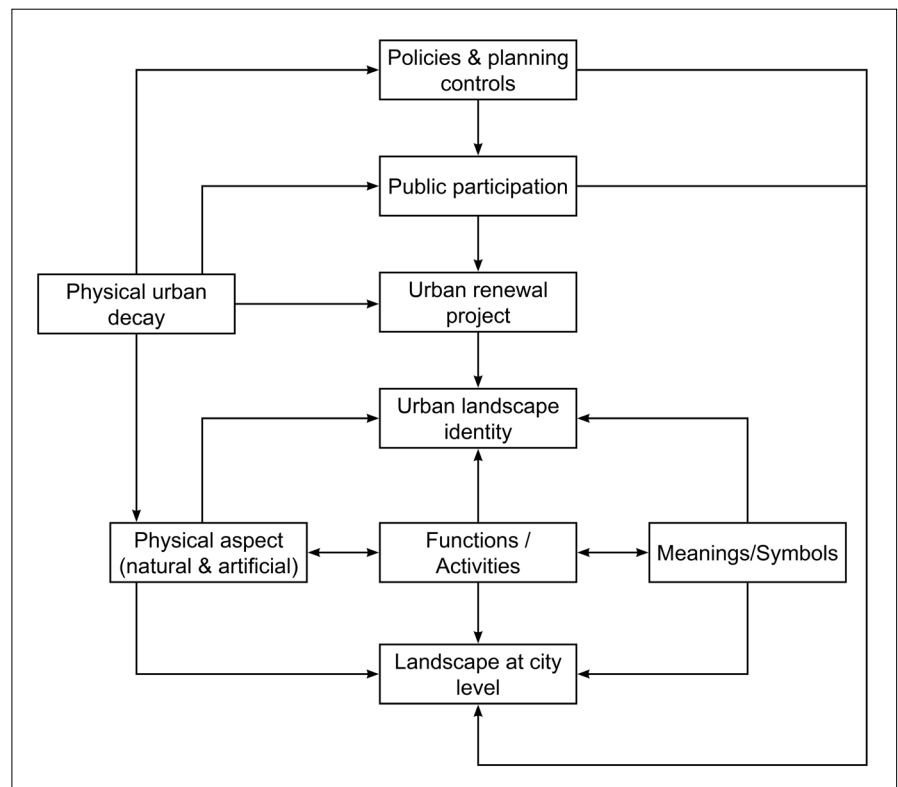 Policies & planning
controls
Public participation
Physical urban
decay
Urban renewal
project
Urban landscape
identity
Physical aspect
(natural & artificial)
Functions /
Activities
Meanings/Symbols
Landscape at city
level